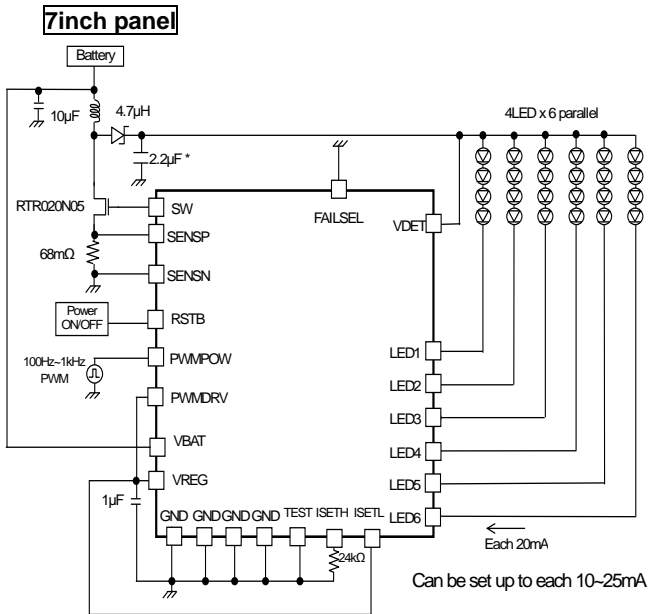 7inch panel
Battery
10μF
4.7μH
4LED x 6 parallel
2.2μF *
RTR020N05
SW
FAILSEL
VDET
SENSP
68mΩ
SENSN
Power
ON/OFF
RSTB
LED1
100Hz~1kHz
PWM
PWMPOW
LED2
PWMDRV
LED3
VBAT
LED4
VREG
LED5
1μF
GND
GND
GND
GND
TEST
ISETH
ISETL
LED6
24kΩ
Each 20mA
Can be set up to each 10~25mA